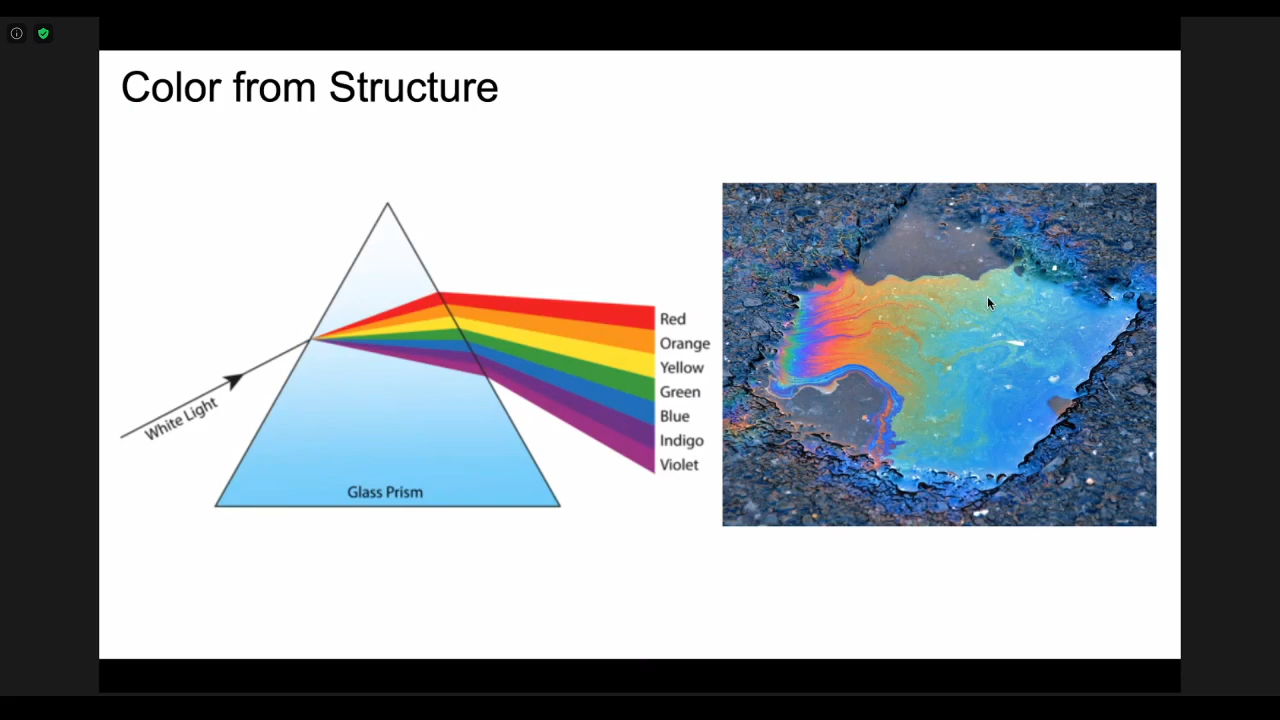 Color from Structure
White Light
Glass Prism
Red
Orange
Yellow
Green
Blue
Indigo
Violet